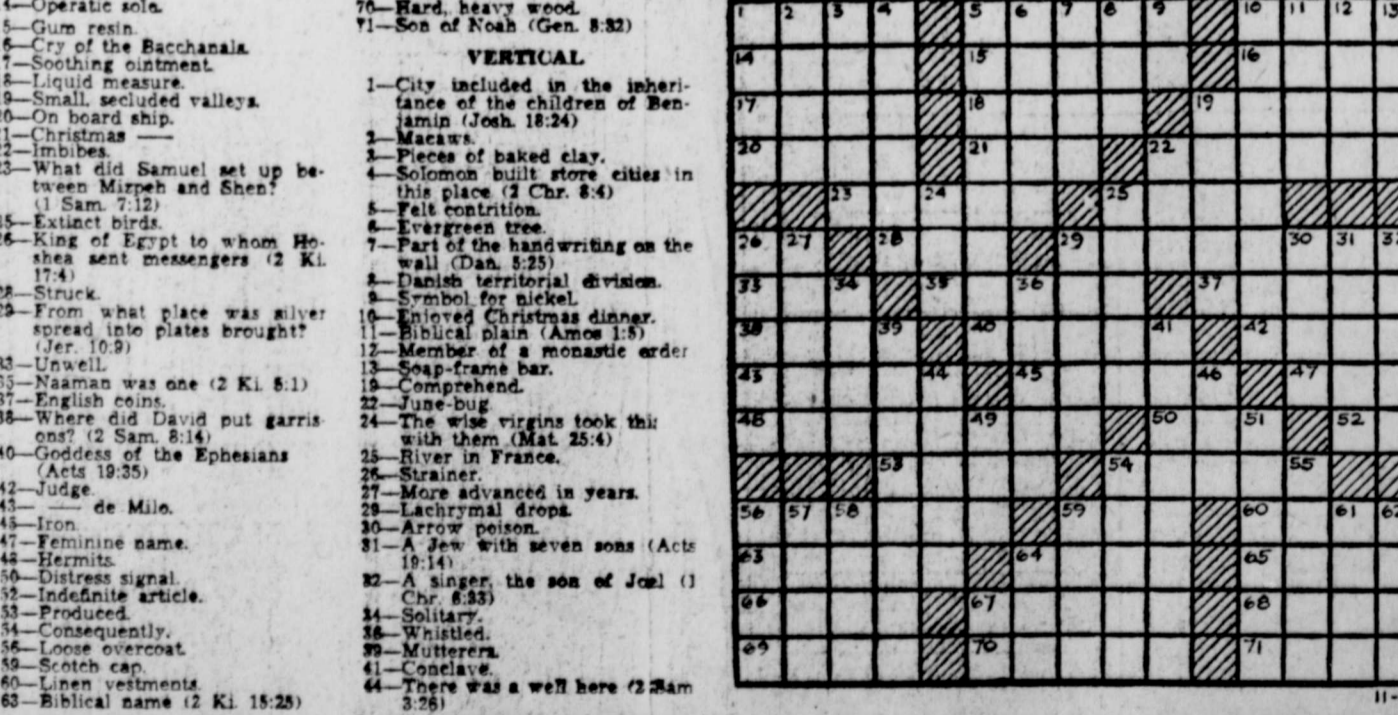 4—Operatic solo.
5—Gum resin.
6—Cry of the Bacchanals.
7—Soothing ointment.
8—Liquid measure.
9—Small, secluded valleys.
0—On board ship.
1—Christmas ——
22—Imbibes.
23—What did Samuel set up be-
tween Mizpeh and Shen?
(1 Sam. 7:12)
25—Extinct birds.
26—King of Egypt to whom Ho-
shea sent messengers (2 Ki.
17:4)
28—Struck.
29—From what place was silver
spread into plates brought?
(Jer. 10:9)
33—Unwell.
35—Naaman was one (2 Ki. 5:1)
37—English coins.
38—Where did David put garris-
ons? (2 Sam. 8:14)
40—Goddess of the Ephesians
(Acts 19:35)
42—Judge.
43— —— de Milo.
45—Iron.
47—Feminine name.
48—Hermits.
50—Distress signal.
52—Indefinite article.
53—Produced.
54—Consequently.
56—Loose overcoat.
59—Scotch cap.
60—Linen vestments.
63—Biblical name (2 Ki. 15:25)
70—Hard, heavy wood.
71—Son of Noah (Gen. 5:32)
VERTICAL
1—City included in the inheri-
tance of the children of Ben-
jamin (Josh. 18:24)
2—Macaws.
3—Pieces of baked clay.
4—Solomon built store cities in
this place (2 Chr. 8:4)
5—Felt contrition.
6—Evergreen tree.
7—Part of the handwriting on the
wall (Dan. 5:25)
8—Danish territorial division.
9—Symbol for nickel.
10—Enjoyed Christmas dinner.
11—Biblical plain (Amos 1:5)
12—Member of a monastic order
13—Soap-frame bar.
19—Comprehend.
22—June-bug
24—The wise virgins took this
with them (Mat. 25:4)
25—River in France.
26—Strainer.
27—More advanced in years.
29—Lachrymal drops.
30—Arrow poison.
31—A Jew with seven sons (Acts
19:14)
32—A singer, the son of Joel (1
Chr. 6:33)
34—Solitary.
36—Whistled.
39—Mutterers.
41—Conclave.
44—There was a well here (2 Sam
3:26)
1 2 3 4 5 6 7 8 9 10 11 12 13
14 15 16
17 18 19
20 21 22
23 24 25
26 27 28 29 30 31 32
33 34 35 36 37
38 39 40 41 42
43 44 45 46 47
48 49 50 51 52
53 54 55
56 57 58 59 60 61 62
63 64 65
66 67 68
69 70 71
11-